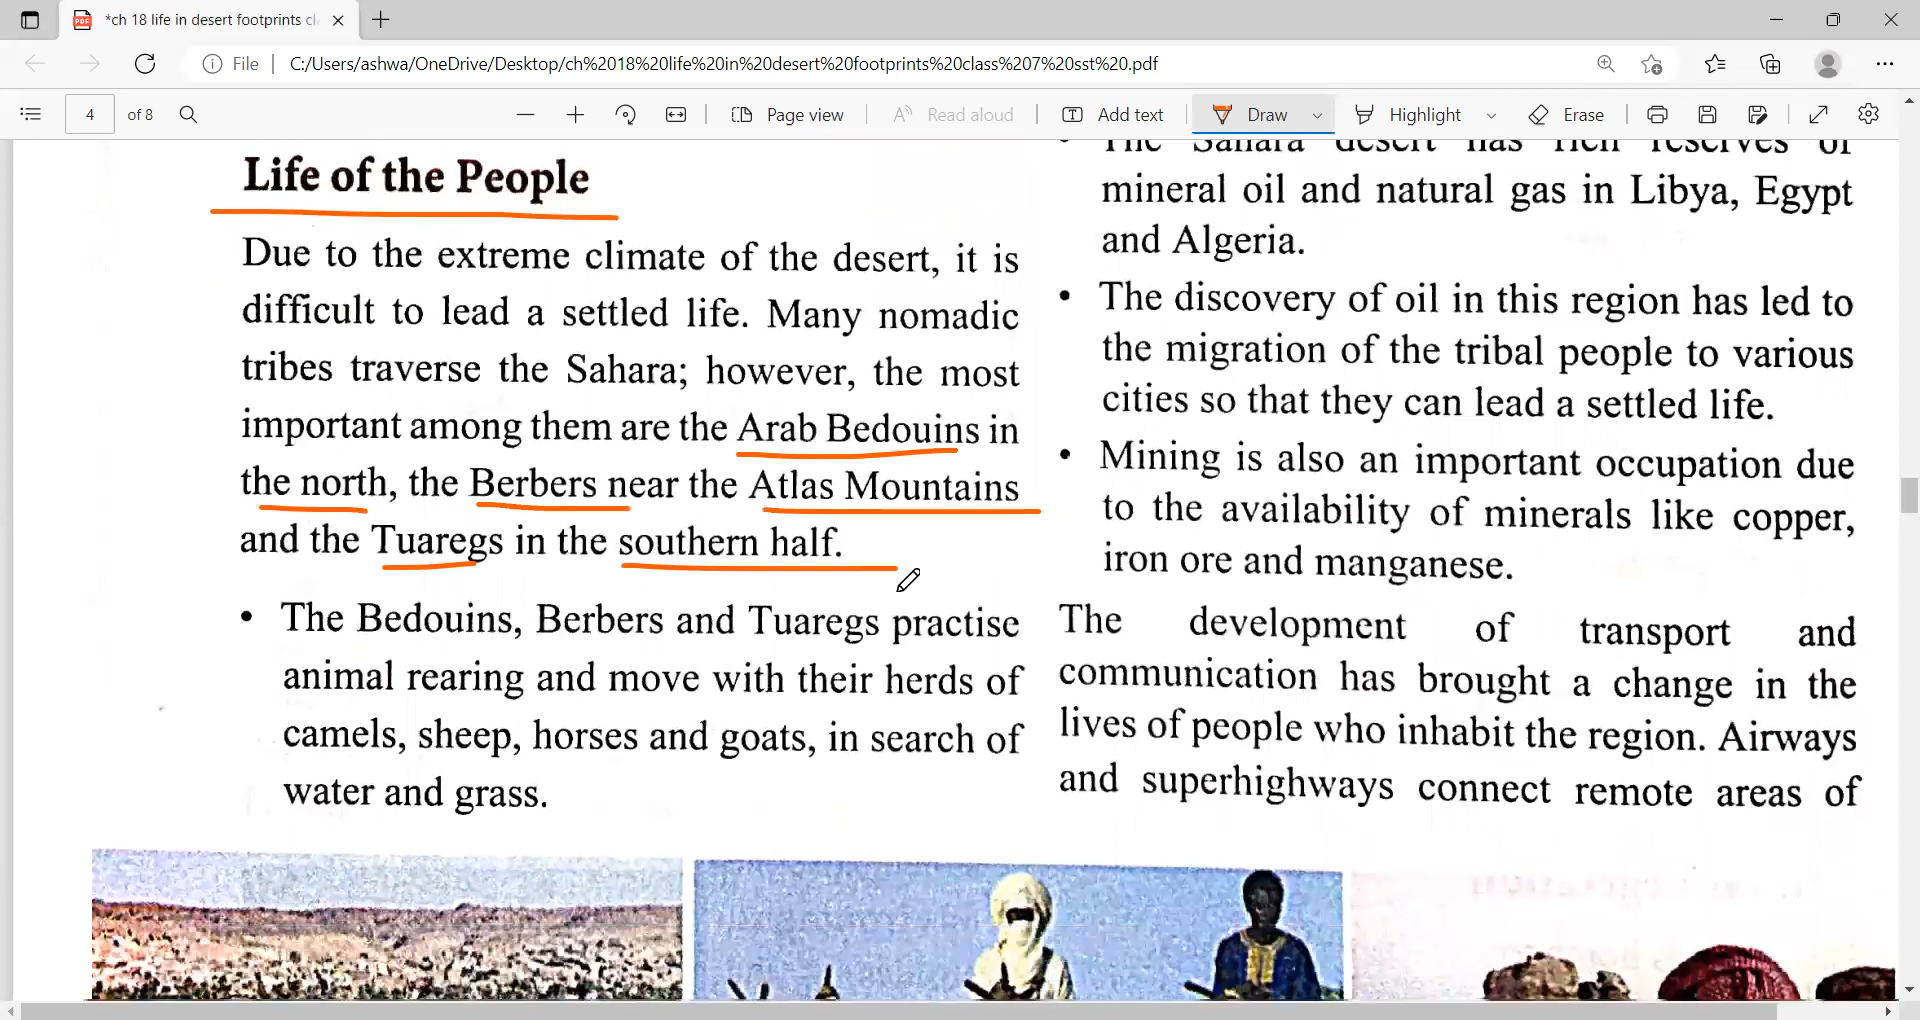 *ch 18 life in desert footprints cl
File
C:/Users/ashwa/OneDrive/Desktop/ch%2018%20life%20in%20desert%20footprints%20class%207%20sst%20.pdf
4 of 8
Page view
Read aloud
Add text
Draw
Highlight
Erase
Life of the People
Due to the extreme climate of the desert, it is
difficult to lead a settled life. Many nomadic
tribes traverse the Sahara; however, the most
important among them are the Arab Bedouins in
the north, the Berbers near the Atlas Mountains
and the Tuaregs in the southern half.
• The Bedouins, Berbers and Tuaregs practise
animal rearing and move with their herds of
camels, sheep, horses and goats, in search of
water and grass.
• The Sahara desert has rich reserves of
mineral oil and natural gas in Libya, Egypt
and Algeria.
• The discovery of oil in this region has led to
the migration of the tribal people to various
cities so that they can lead a settled life.
• Mining is also an important occupation due
to the availability of minerals like copper,
iron ore and manganese.
The development of transport and
communication has brought a change in the
lives of people who inhabit the region. Airways
and superhighways connect remote areas of